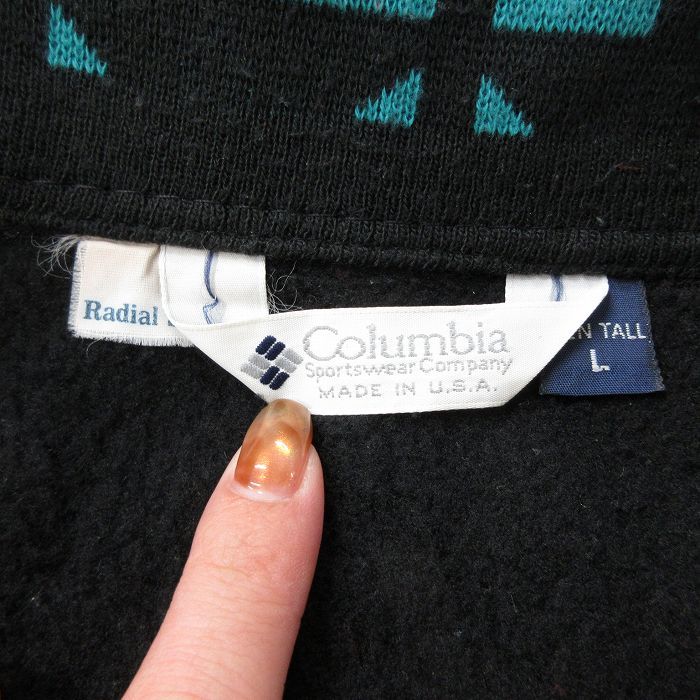 Radial
Columbia
Sportswear Company
MADE IN U.S.A.
TALL
L